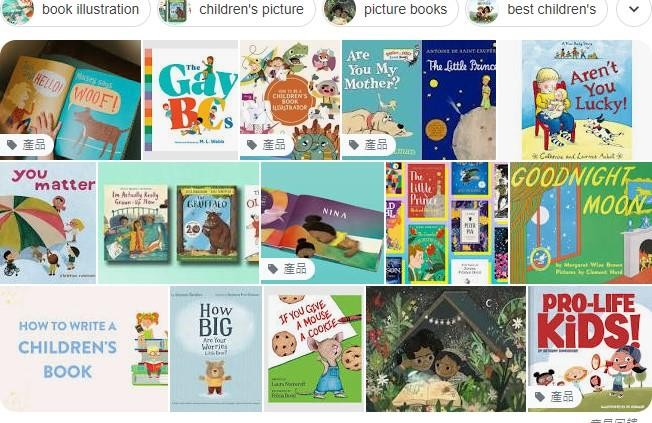 book illustration
children's picture
picture books
best children's
HELLO!
Maisy says,
WOOF!
產品
The
Gay
BCs
M. L. Webb
HOW TO BE A
CHILDREN'S
BOOK
ILLUSTRATOR
產品
Are
You My
Mother?
產品
ANTOINE DE SAINT-EXUPÉRY
The Little Prince
Aren't
You
Lucky!
Catherine and Laurence Anholt
you
matter
I'm Actually Really
Grown-Up Now
THE
GRUFFALO
20
OL
NINA
產品
The
Little
Prince
PETER
PAN
GOODNIGHT
MOON
by Margaret Wise Brown
Pictures by Clement Hurd
HOW TO WRITE A
CHILDREN'S
BOOK
How
BIG
Are Your
Worries
Little Bear?
IF YOU GIVE
A MOUSE
A COOKIE
Laura Numeroff
Felicia Bond
PRO-LIFE
KiDS!
產品